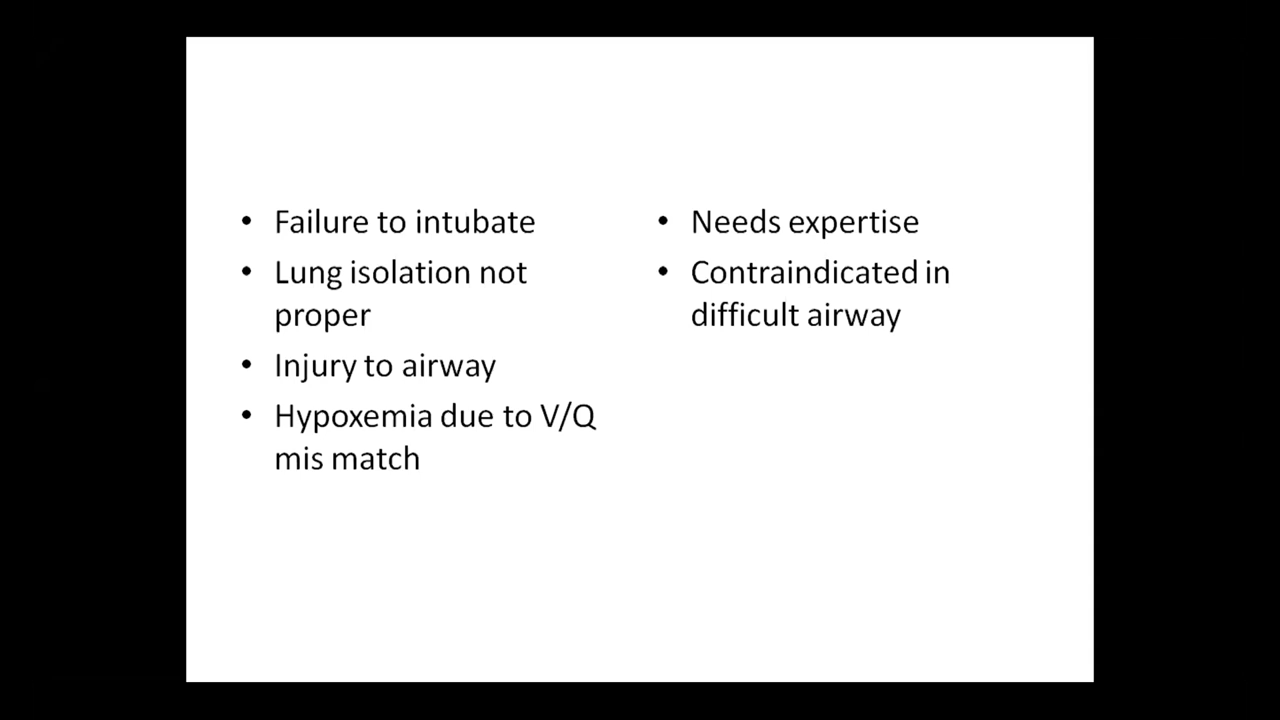 • Failure to intubate
• Lung isolation not
proper
• Injury to airway
• Hypoxemia due to V/Q
mis match
• Needs expertise
• Contraindicated in
difficult airway